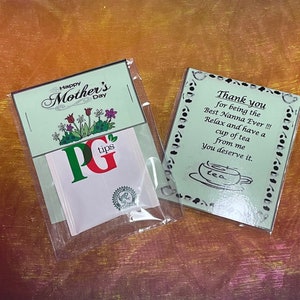 Happy
Mother's
Day
PG
tips
Thank you
for being the
Best Nanna Ever !!!
Relax and have a
cup of tea
from me
You deserve it.
tea